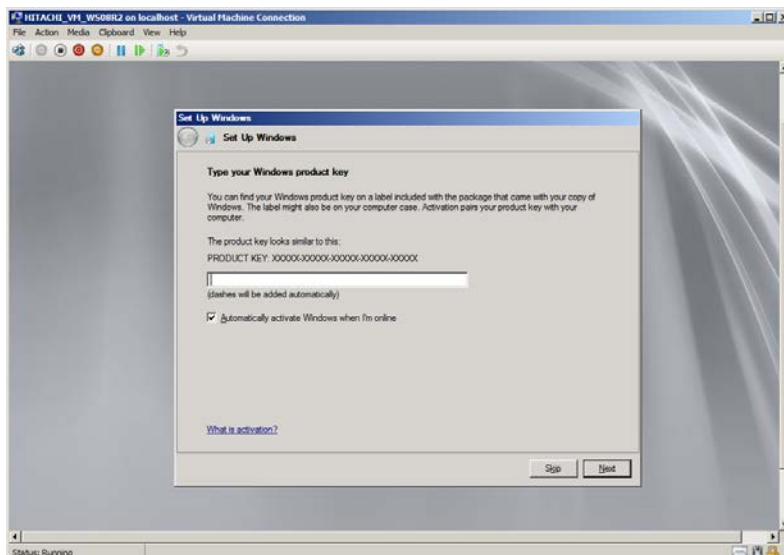 HITACHI_VM_WS08R2 on localhost - Virtual Machine Connection
File Action Media Clipboard View Help
Set Up Windows
Set Up Windows
Type your Windows product key
You can find your Windows product key on a label included with the package that came with your copy of
Windows. The label might also be on your computer case. Activation pairs your product key with your
computer.
The product key looks similar to this:
PRODUCT KEY: XXXXX-XXXXX-XXXXX-XXXXX-XXXXX
(dashes will be added automatically)
Automatically activate Windows when I'm online
What is activation?
Skip Next
Status: Running